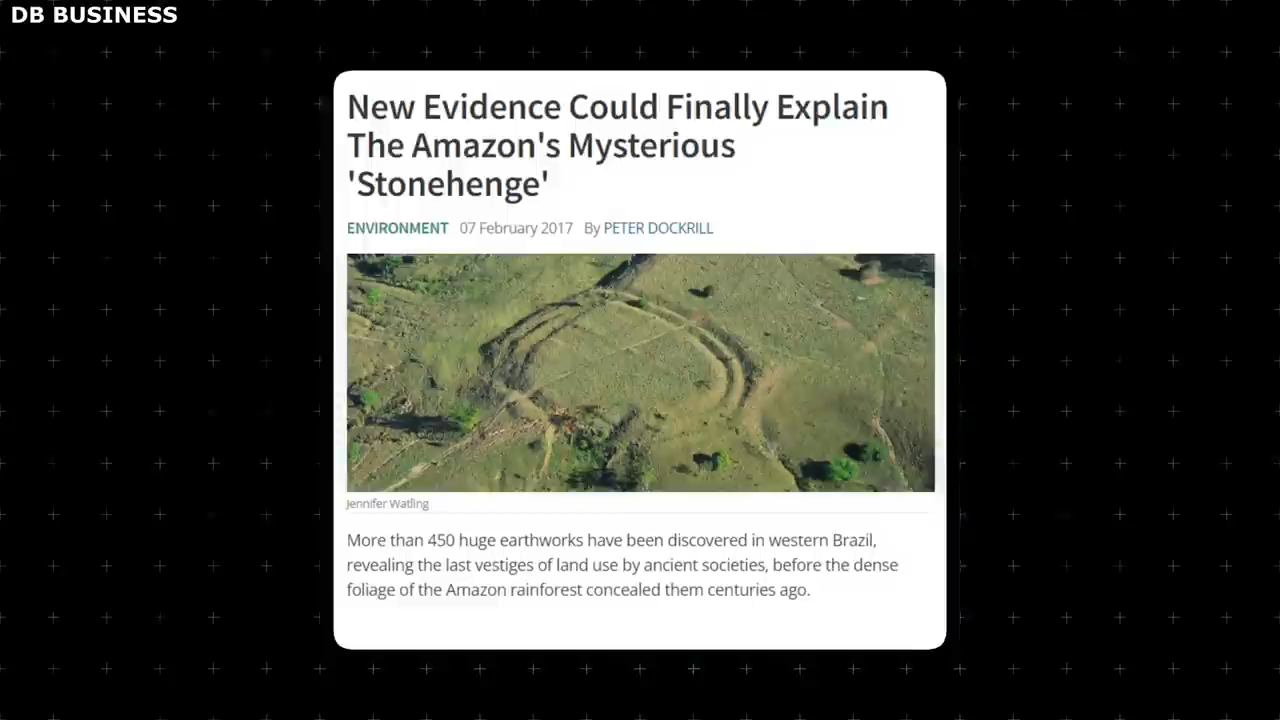 DB BUSINESS
New Evidence Could Finally Explain
The Amazon's Mysterious
'Stonehenge'
ENVIRONMENT 07 February 2017 By PETER DOCKRILL
Jennifer Watling
More than 450 huge earthworks have been discovered in western Brazil,
revealing the last vestiges of land use by ancient societies, before the dense
foliage of the Amazon rainforest concealed them centuries ago.